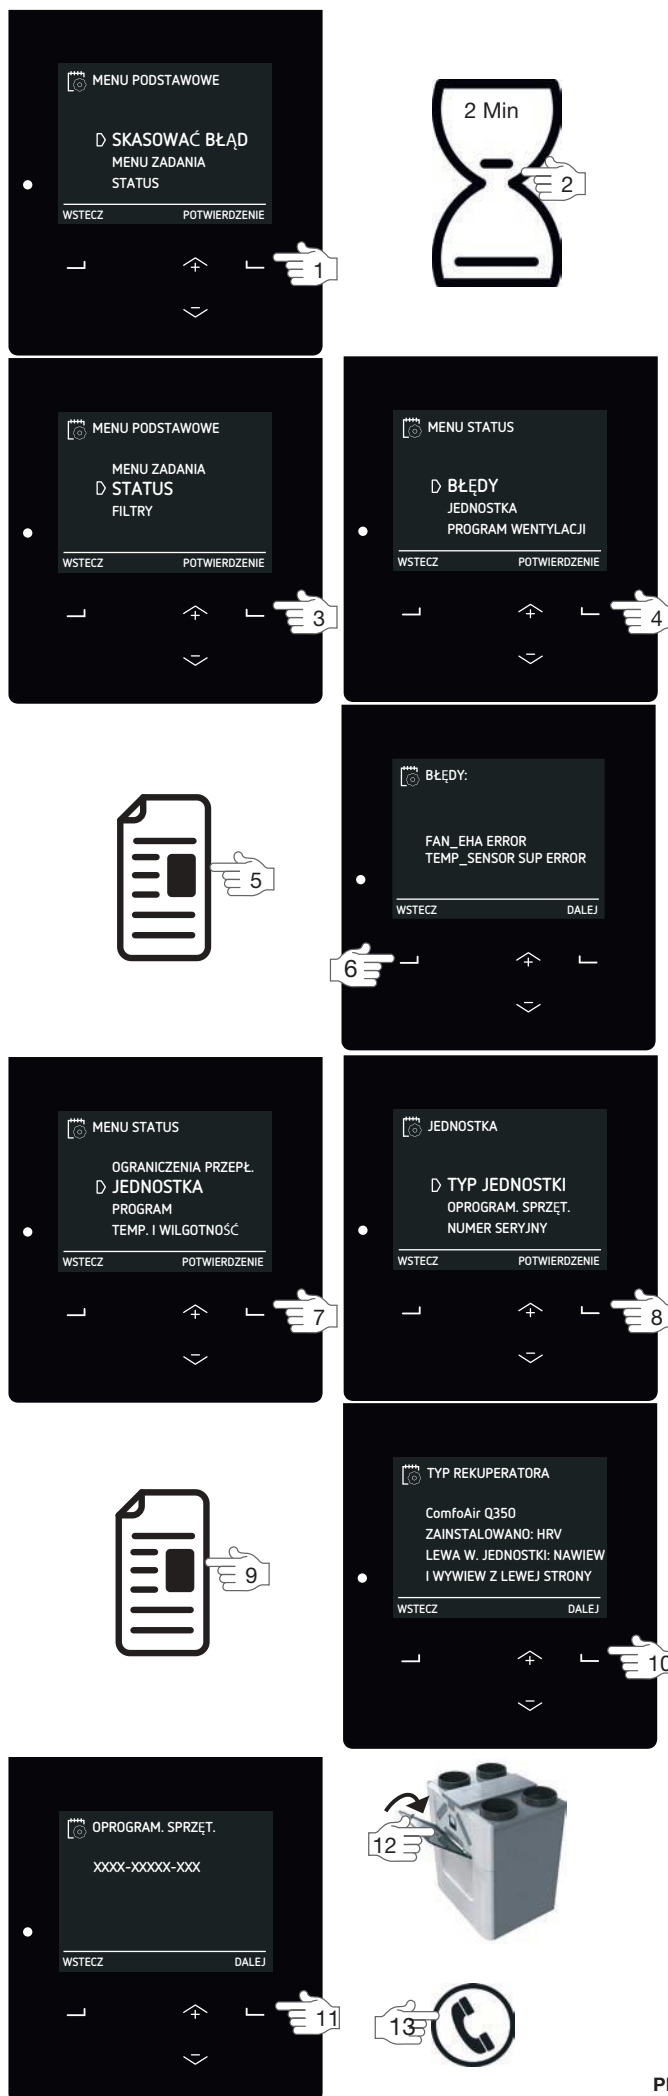 MENU PODSTAWOWE
SKASOWAĆ BŁĄD
MENU ZADANIA
STATUS
WSTECZ POTWIERDZENIE
+
−
1
2 Min
2
MENU PODSTAWOWE
MENU ZADANIA
STATUS
FILTRY
WSTECZ POTWIERDZENIE
+
−
3
MENU STATUS
BŁĘDY
JEDNOSTKA
PROGRAM WENTYLACJI
WSTECZ POTWIERDZENIE
+
−
4
5
BŁĘDY:
FAN_EHA ERROR
TEMP_SENSOR SUP ERROR
WSTECZ DALEJ
6
+
−
MENU STATUS
OGRANICZENIA PRZEPŁ.
JEDNOSTKA
PROGRAM
TEMP. I WILGOTNOŚĆ
WSTECZ POTWIERDZENIE
+
−
7
JEDNOSTKA
TYP JEDNOSTKI
OPROGRAM. SPRZĘT.
NUMER SERYJNY
WSTECZ POTWIERDZENIE
+
−
8
9
TYP REKUPERATORA
ComfoAir Q350
ZAINSTALOWANO: HRV
LEWA W. JEDNOSTKI: NAWIEW
I WYWIEW Z LEWEJ STRONY
WSTECZ DALEJ
+
−
10
OPROGRAM. SPRZĘT.
XXXX-XXXXX-XXX
WSTECZ DALEJ
+
−
11
12
13